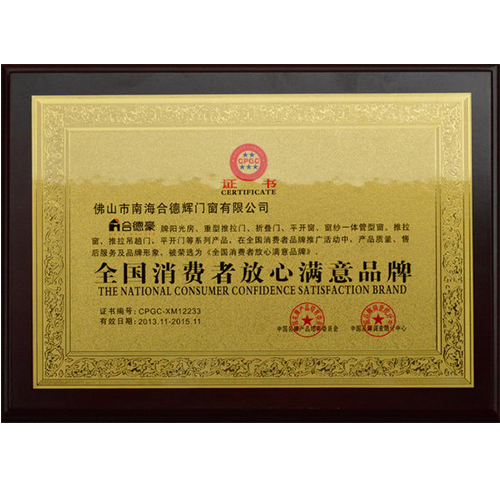 CPGC
证 书
CERTIFICATE
佛山市南海合德辉门窗有限公司
合德豪 牌阳光房、重型推拉门、折叠门、平开窗、窗纱一体管型窗、推拉
窗、推拉吊趟门、平开门等系列产品，在全国消费者品牌推广活动中，产品质量、售
后服务及品牌形象，被荣选为《全国消费者放心满意品牌》。
全国消费者放心满意品牌
THE NATIONAL CONSUMER CONFIDENCE SATISFACTION BRAND
证书编号：CPGC-XM12233
有效日期：2013.11-2015.11